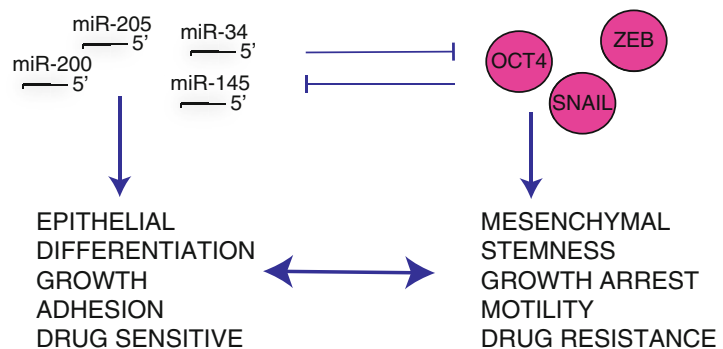 miR-205
5’
miR-34
5’
miR-200
5’
miR-145
5’
OCT4
ZEB
SNAIL
EPITHELIAL
DIFFERENTIATION
GROWTH
ADHESION
DRUG SENSITIVE
MESENCHYMAL
STEMNESS
GROWTH ARREST
MOTILITY
DRUG RESISTANCE